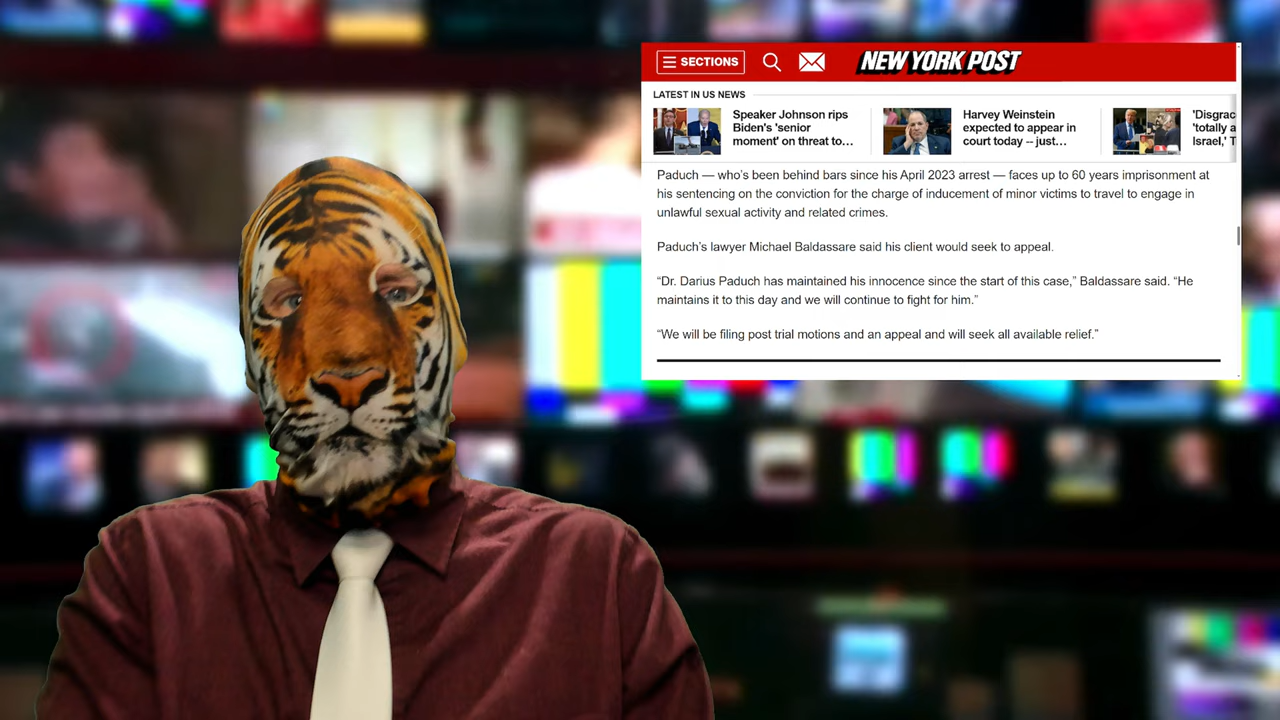 SECTIONS
NEW YORK POST
LATEST IN US NEWS
Speaker Johnson rips
Biden's 'senior
moment' on threat to…
Harvey Weinstein
expected to appear in
court today -- just…
'totally a
Israel,' T
Paduch — who's been behind bars since his April 2023 arrest — faces up to 60 years imprisonment at
his sentencing on the conviction for the charge of inducement of minor victims to travel to engage in
unlawful sexual activity and related crimes.
Paduch's lawyer Michael Baldassare said his client would seek to appeal.
“Dr. Darius Paduch has maintained his innocence since the start of this case,” Baldassare said. “He
maintains it to this day and we will continue to fight for him.”
“We will be filing post trial motions and an appeal and will seek all available relief.”